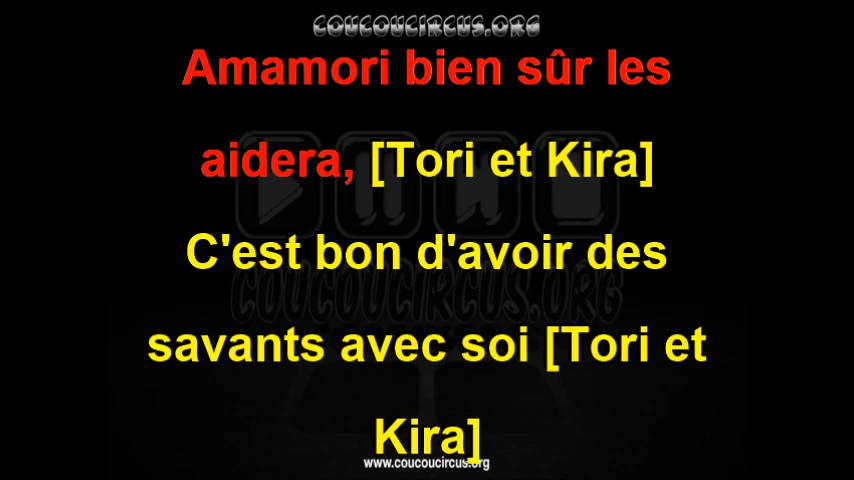 COUCOUCIRCUS.ORG
Amamori bien sûr les
aidera, [Tori et Kira]
C'est bon d'avoir des
COUCOUCIRCUS.ORG
savants avec soi [Tori et
Kira]
www.coucoucircus.org